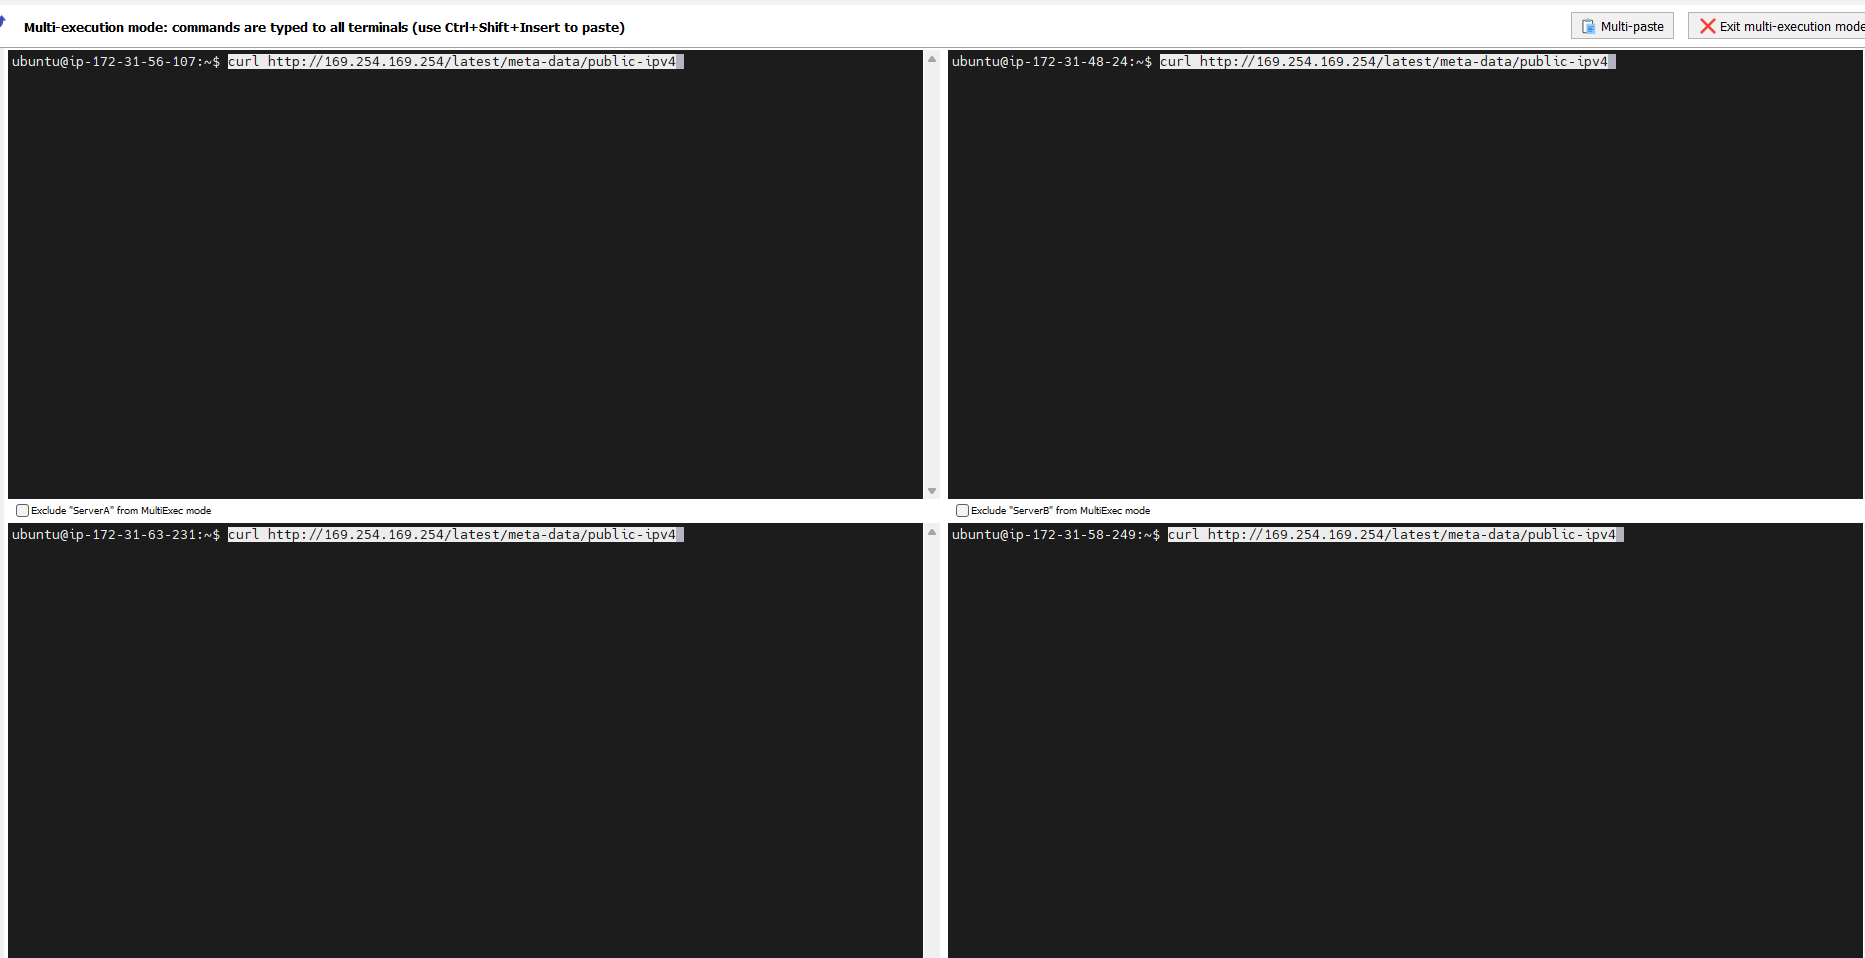 Multi-execution mode: commands are typed to all terminals (use Ctrl+Shift+Insert to paste)
Multi-paste
Exit multi-execution mode
ubuntu@ip-172-31-56-107:~$ curl http://169.254.169.254/latest/meta-data/public-ipv4
ubuntu@ip-172-31-48-24:~$ curl http://169.254.169.254/latest/meta-data/public-ipv4
Exclude "ServerA" from MultiExec mode
Exclude "ServerB" from MultiExec mode
ubuntu@ip-172-31-63-231:~$ curl http://169.254.169.254/latest/meta-data/public-ipv4
ubuntu@ip-172-31-58-249:~$ curl http://169.254.169.254/latest/meta-data/public-ipv4